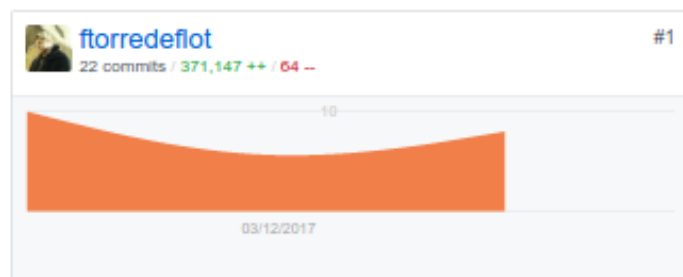 ftorredeflot
#1
22 commits / 371,147 ++ / 64 --
10
03/12/2017